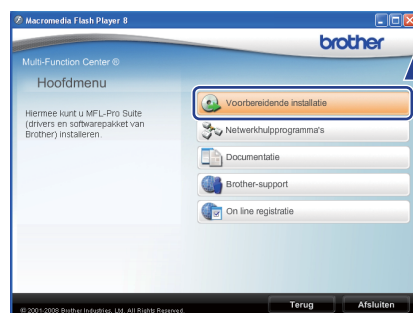 Macromedia Flash Player 8
brother
Multi-Function Center ®
Hoofdmenu
Hiermee kunt u MFL-Pro Suite
(drivers en softwarepakket van
Brother) installeren.
Voorbereidende installatie
Netwerkhulpprogramma's
Documentatie
Brother-support
On line registratie
© 2001-2008 Brother Industries, Ltd. All Rights Reserved.
Terug
Afsluiten